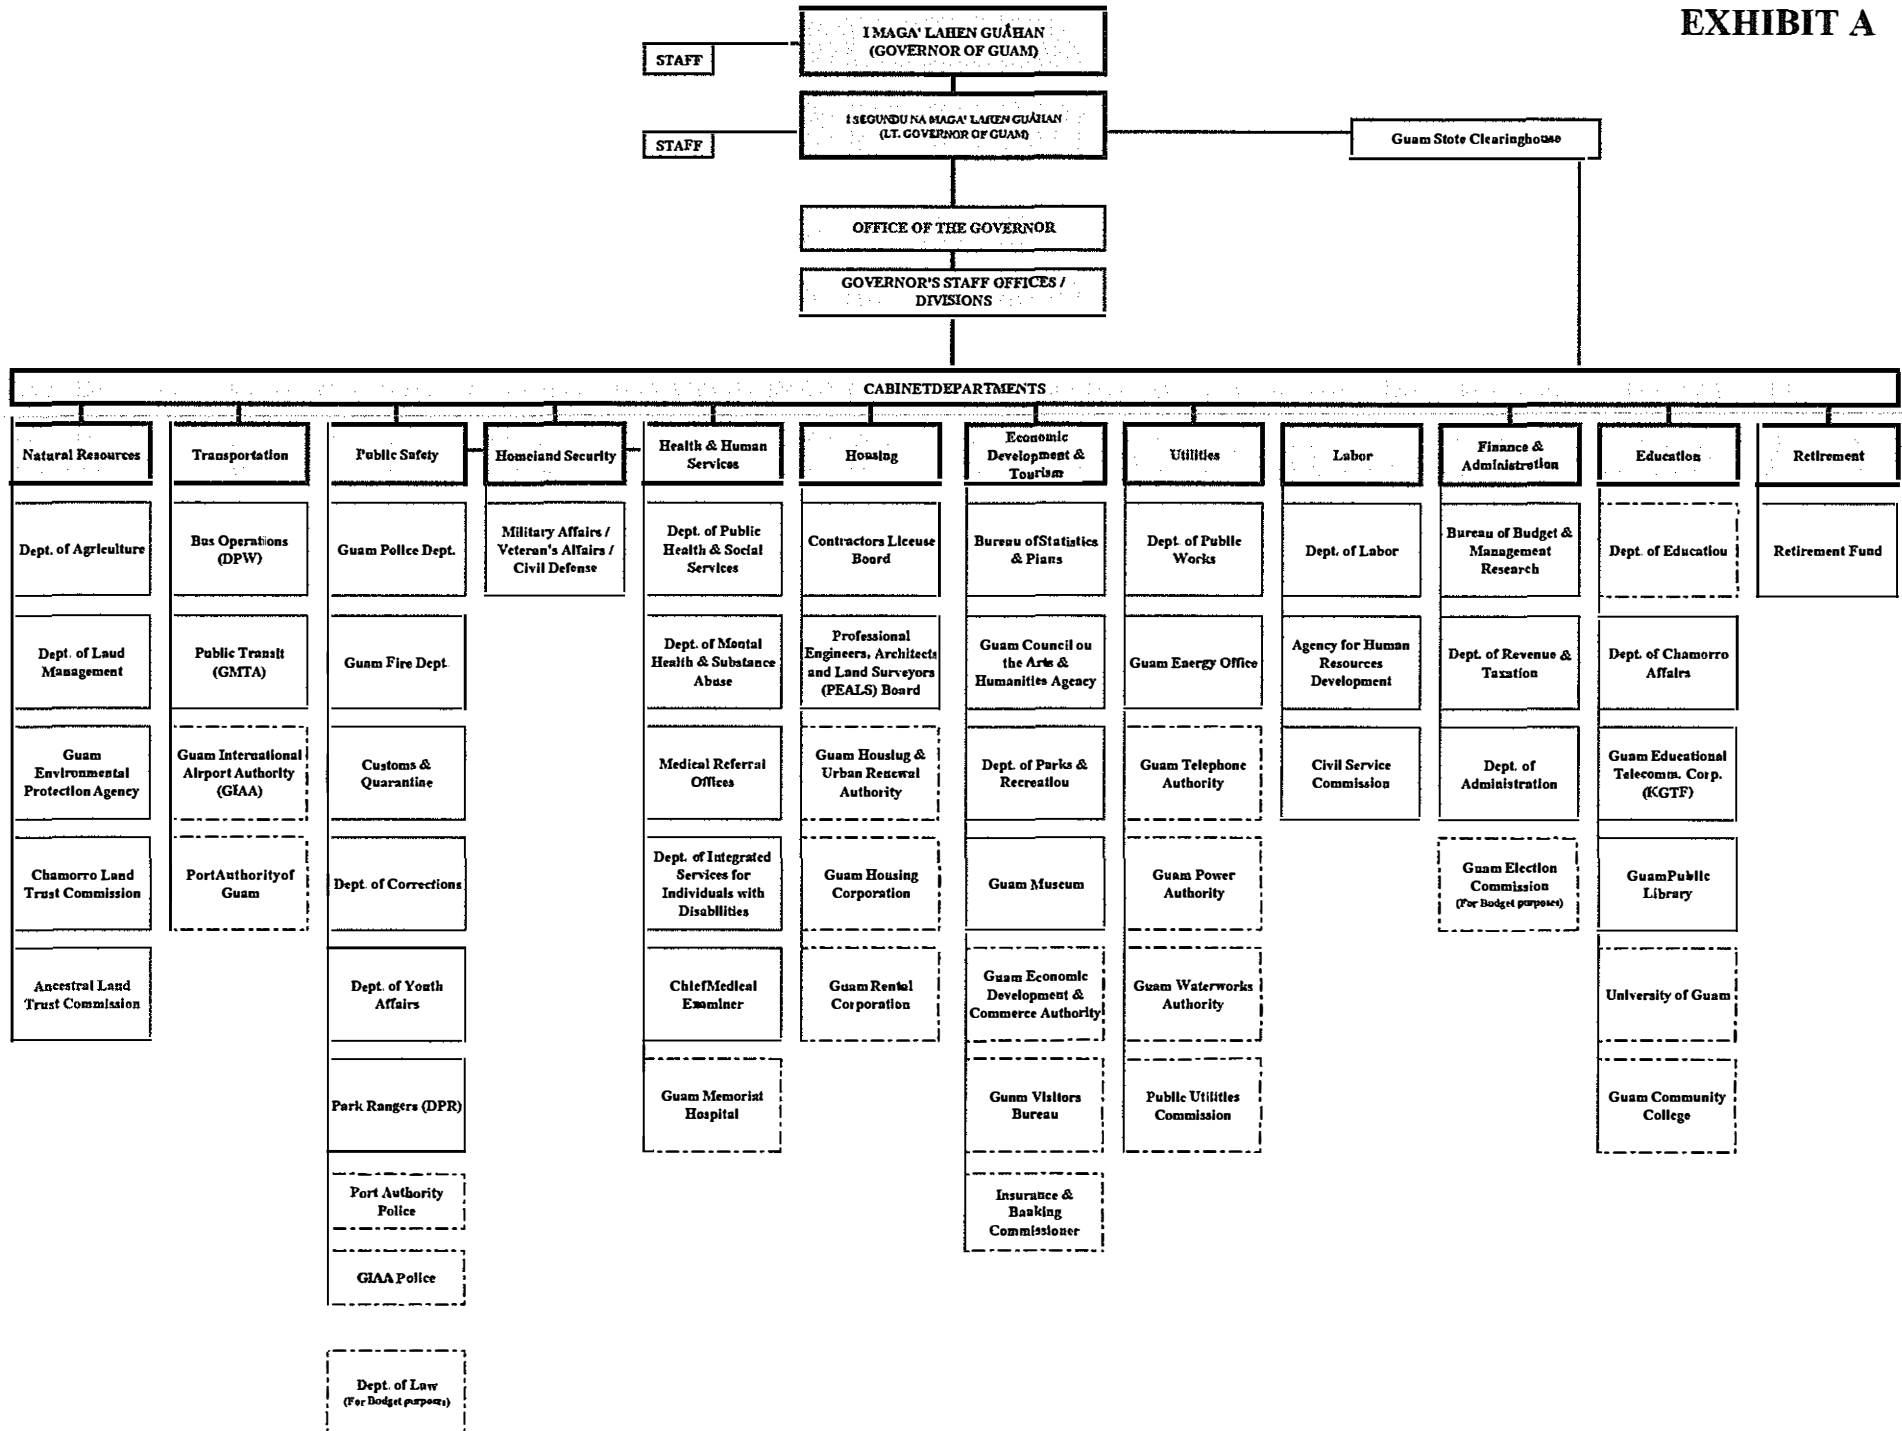 EXHIBIT A
I MAGA' LAHEN GUÅHAN
(GOVERNOR OF GUAM)
STAFF
I SEGUNDU NA MAGA' LAHEN GUÅHAN
(LT. GOVERNOR OF GUAM)
STAFF
Guam State Clearinghouse
OFFICE OF THE GOVERNOR
GOVERNOR'S STAFF OFFICES /
DIVISIONS
CABINET DEPARTMENTS
Natural Resources
Dept. of Agriculture
Dept. of Land
Management
Guam
Environmental
Protection Agency
Chamorro Land
Trust Commission
Ancestral Land
Trust Commission
Transportation
Bus Operations
(DPW)
Public Transit
(GMTA)
Guam International
Airport Authority
(GIAA)
Port Authority of
Guam
Public Safety
Guam Police Dept.
Guam Fire Dept.
Customs &
Quarantine
Dept. of Corrections
Dept. of Youth
Affairs
Park Rangers (DPR)
Port Authority
Police
GIAA Police
Dept. of Law
(For Budget purposes)
Homeland Security
Military Affairs /
Veteran's Affairs /
Civil Defense
Health & Human
Services
Dept. of Public
Health & Social
Services
Dept. of Mental
Health & Substance
Abuse
Medical Referral
Offices
Dept. of Integrated
Services for
Individuals with
Disabilities
Chief Medical
Examiner
Guam Memorial
Hospital
Housing
Contractors License
Board
Professional
Engineers, Architects
and Land Surveyors
(PEALS) Board
Guam Housing &
Urban Renewal
Authority
Guam Housing
Corporation
Guam Rental
Corporation
Economic
Development &
Tourism
Bureau of Statistics
& Plans
Guam Council on
the Arts &
Humanities Agency
Dept. of Parks &
Recreation
Guam Museum
Guam Economic
Development &
Commerce Authority
Guam Visitors
Bureau
Insurance &
Banking
Commissioner
Utilities
Dept. of Public
Works
Guam Energy Office
Guam Telephone
Authority
Guam Power
Authority
Guam Waterworks
Authority
Public Utilities
Commission
Labor
Dept. of Labor
Agency for Human
Resources
Development
Civil Service
Commission
Finance &
Administration
Bureau of Budget &
Management
Research
Dept. of Revenue &
Taxation
Dept. of
Administration
Guam Election
Commission
(For Budget purposes)
Education
Dept. of Education
Dept. of Chamorro
Affairs
Guam Educational
Telecomm. Corp.
(KGTF)
Guam Public
Library
University of Guam
Guam Community
College
Retirement
Retirement Fund